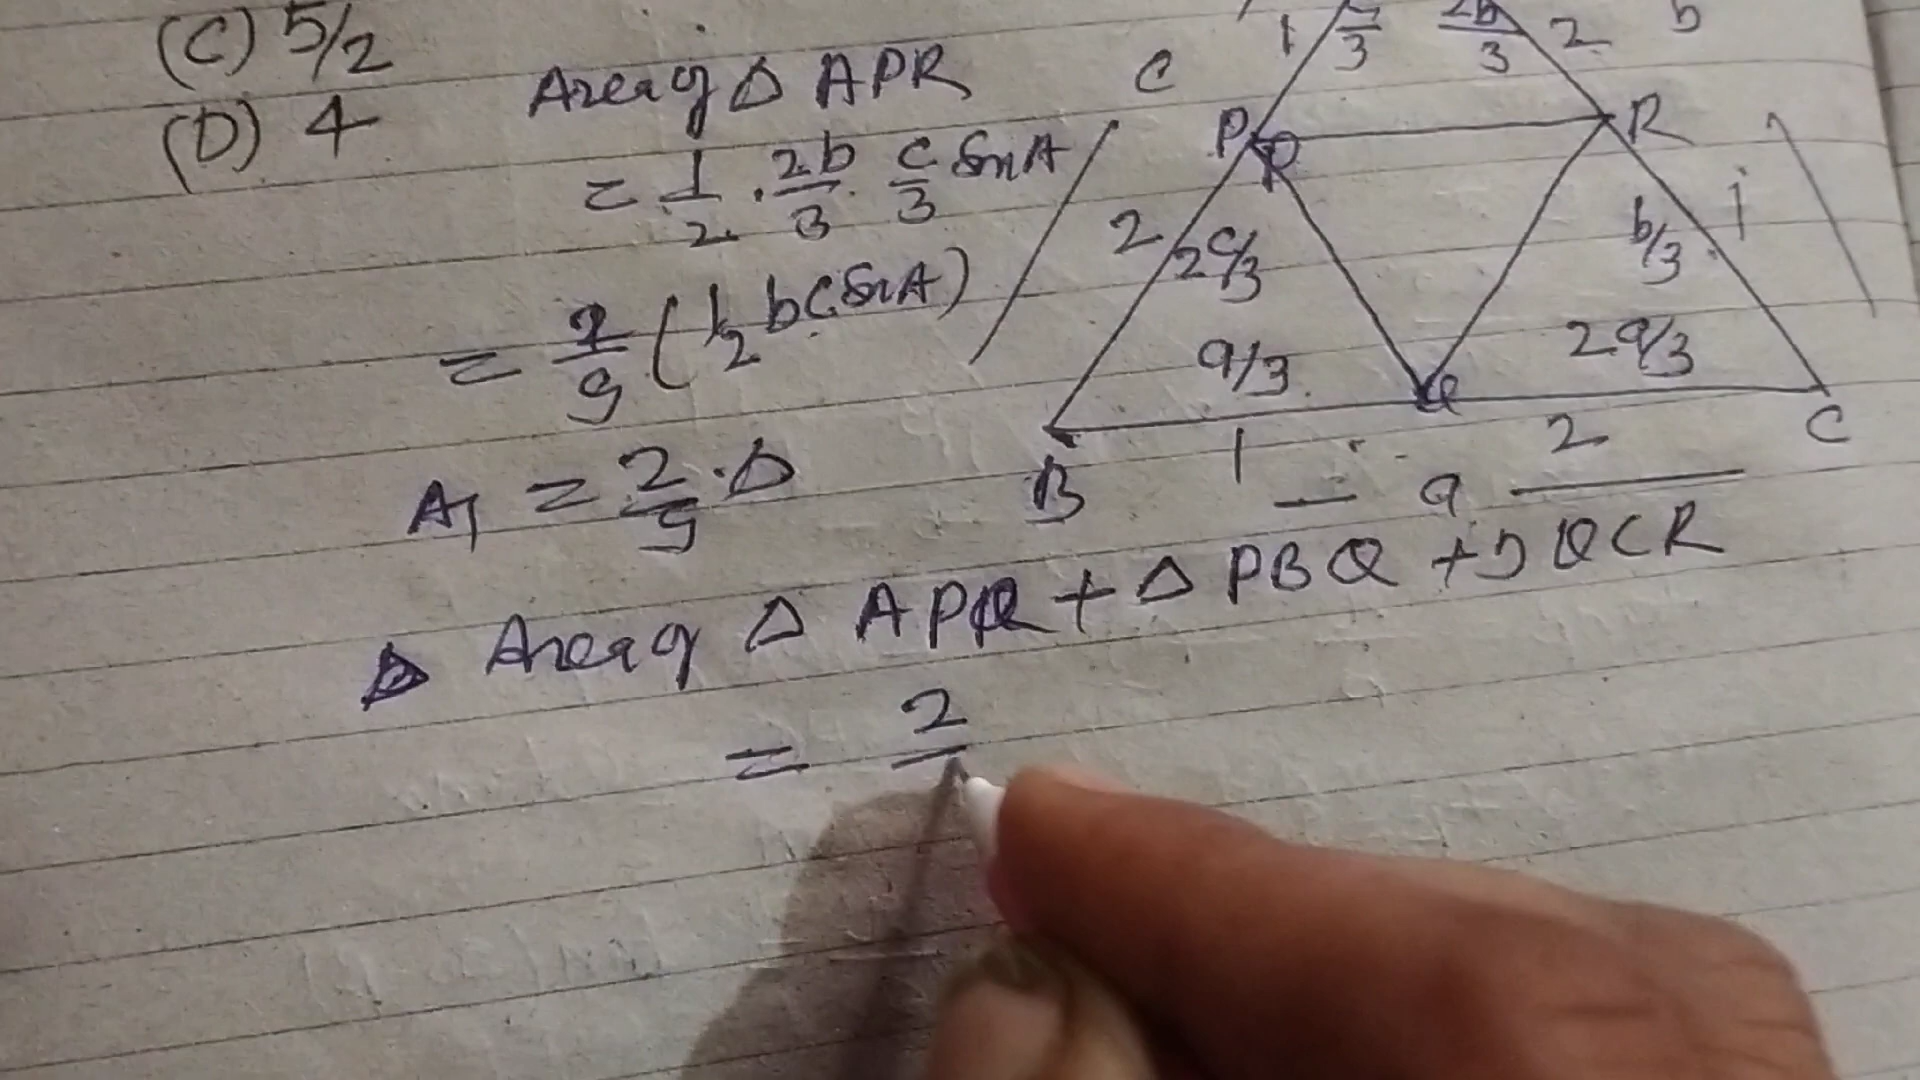 (C) 5/2
(D) 4
Area of Δ APR
= 1/2 . 2b/3 . c/3 sin A
= 2/9 ( 1/2 bc sin A)
A1 = 2/9 . Δ
Area of Δ APR + Δ PBQ + Δ QCR
= 2
1
3
2b/3
2
b
C
P
R
2
2c/3
b/3
1
a/3
2a/3
Q
B
1
2
C
a